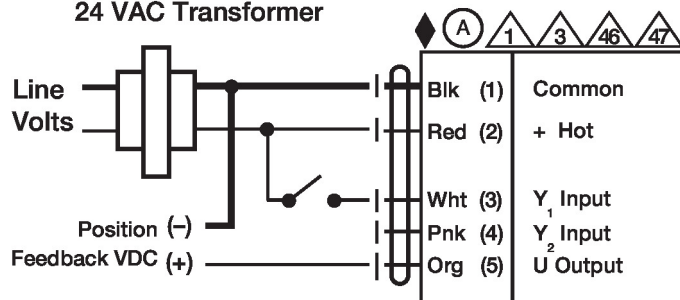 24 VAC Transformer
A 1 3 46 47
Line
Volts
Blk (1) Common
Red (2) + Hot
Wht (3) Y1 Input
Position (–)
Pnk (4) Y2 Input
Feedback VDC (+)
Org (5) U Output